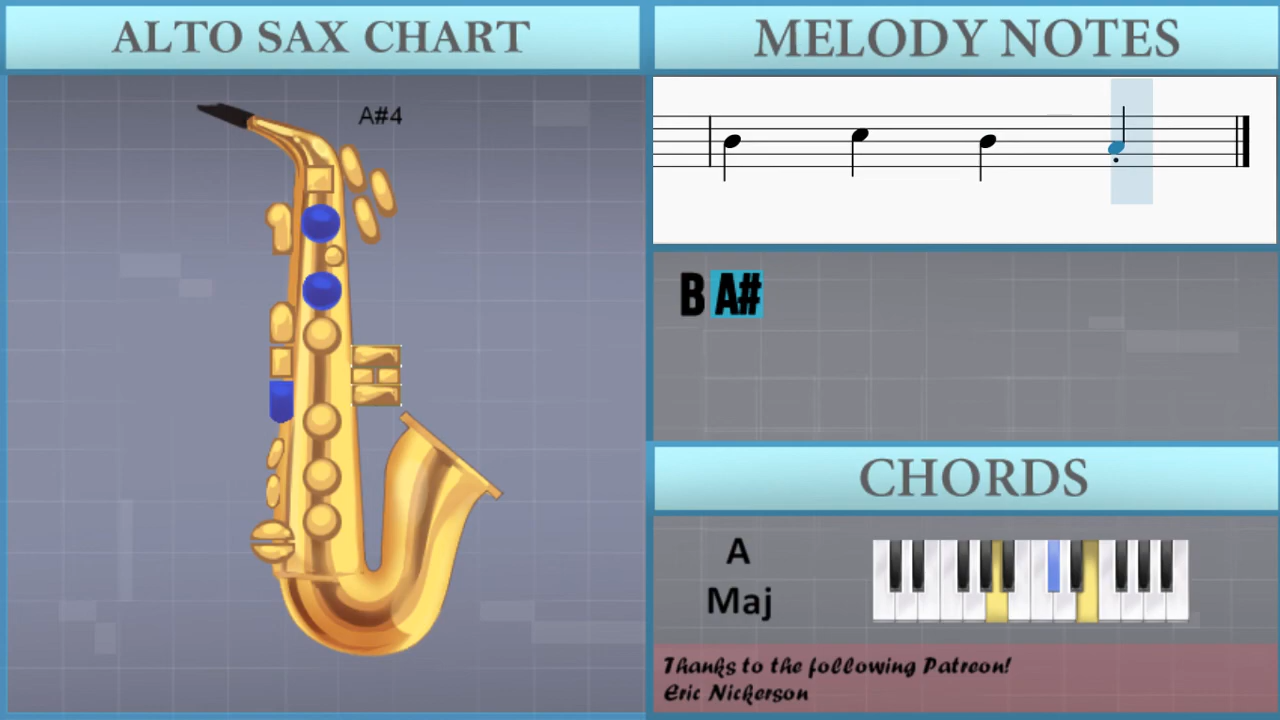 ALTO SAX CHART
A#4
MELODY NOTES
B A#
CHORDS
A
Maj
Thanks to the following Patreon!
Eric Nickerson